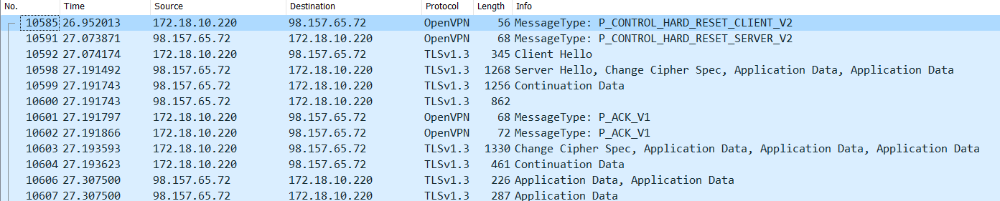 No. Time Source Destination Protocol Length Info
10585 26.952013 172.18.10.220 98.157.65.72 OpenVPN 56 MessageType: P_CONTROL_HARD_RESET_CLIENT_V2
10591 27.073871 98.157.65.72 172.18.10.220 OpenVPN 68 MessageType: P_CONTROL_HARD_RESET_SERVER_V2
10592 27.074174 172.18.10.220 98.157.65.72 TLSv1.3 345 Client Hello
10598 27.191492 98.157.65.72 172.18.10.220 TLSv1.3 1268 Server Hello, Change Cipher Spec, Application Data, Application Data
10599 27.191743 98.157.65.72 172.18.10.220 TLSv1.3 1256 Continuation Data
10600 27.191743 98.157.65.72 172.18.10.220 TLSv1.3 862
10601 27.191797 172.18.10.220 98.157.65.72 OpenVPN 68 MessageType: P_ACK_V1
10602 27.191866 172.18.10.220 98.157.65.72 OpenVPN 72 MessageType: P_ACK_V1
10603 27.193593 172.18.10.220 98.157.65.72 TLSv1.3 1330 Change Cipher Spec, Application Data, Application Data, Application Data
10604 27.193623 172.18.10.220 98.157.65.72 TLSv1.3 461 Continuation Data
10606 27.307500 98.157.65.72 172.18.10.220 TLSv1.3 226 Application Data, Application Data
10607 27.307500 98.157.65.72 172.18.10.220 TLSv1.3 287 Application Data